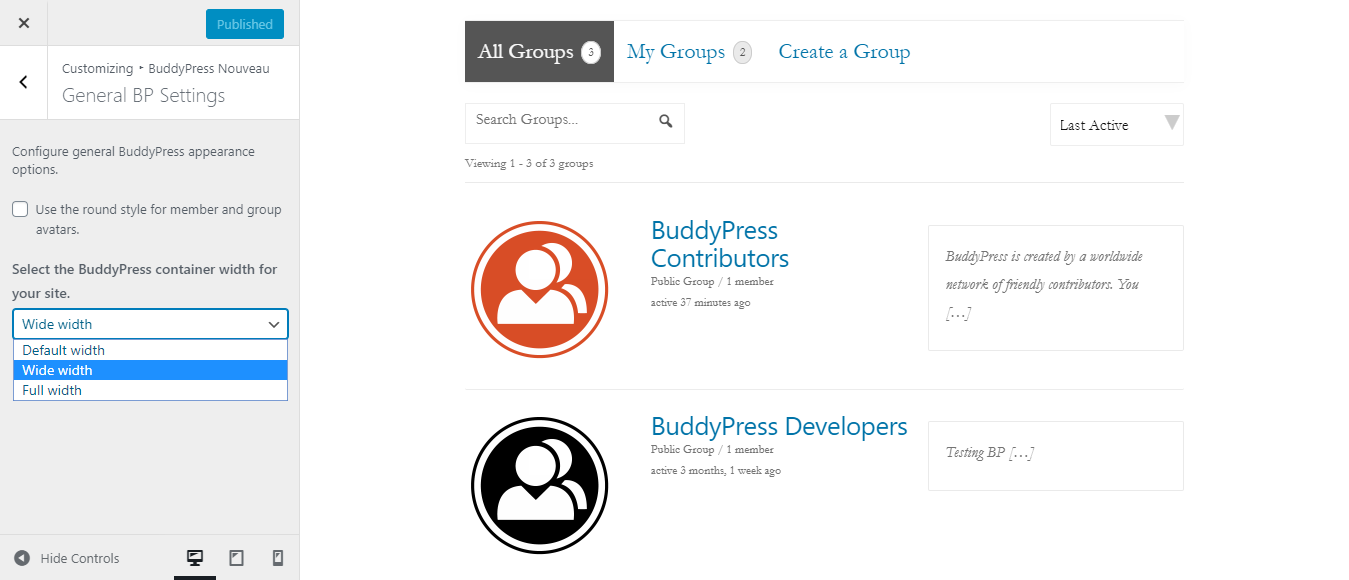 Published
Customizing ▸ BuddyPress Nouveau
General BP Settings
Configure general BuddyPress appearance
options.
Use the round style for member and group
avatars.
Select the BuddyPress container width for
your site.
Wide width
Default width
Wide width
Full width
Hide Controls
All Groups 3 My Groups 2 Create a Group
Search Groups...
Last Active
Viewing 1 - 3 of 3 groups
BuddyPress
Contributors
Public Group / 1 member
active 37 minutes ago
BuddyPress is created by a worldwide
network of friendly contributors. You
[…]
BuddyPress Developers
Public Group / 1 member
active 3 months, 1 week ago
Testing BP […]